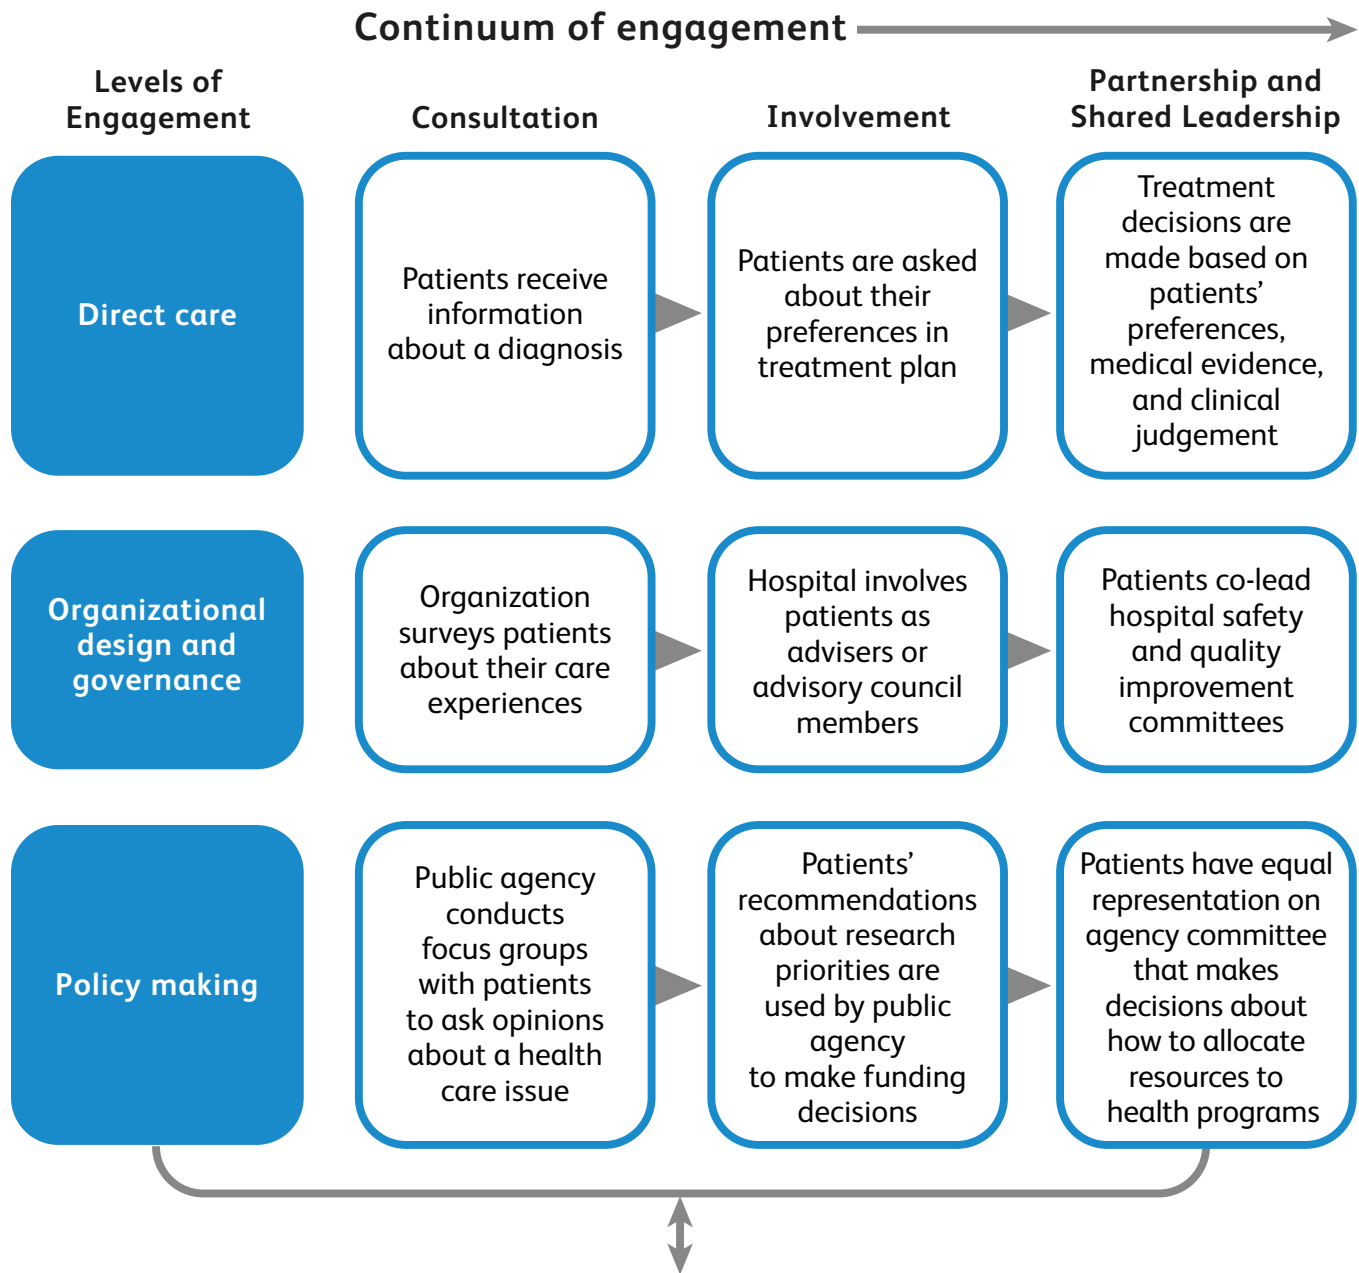 Continuum of engagement
Levels of
Engagement
Consultation
Involvement
Partnership and
Shared Leadership
Direct care
Patients receive
information
about a diagnosis
Patients are asked
about their
preferences in
treatment plan
Treatment
decisions are
made based on
patients’
preferences,
medical evidence,
and clinical
judgement
Organizational
design and
governance
Organization
surveys patients
about their care
experiences
Hospital involves
patients as
advisers or
advisory council
members
Patients co-lead
hospital safety
and quality
improvement
committees
Policy making
Public agency
conducts
focus groups
with patients
to ask opinions
about a health
care issue
Patients’
recommendations
about research
priorities are
used by public
agency
to make funding
decisions
Patients have equal
representation on
agency committee
that makes
decisions about
how to allocate
resources to
health programs